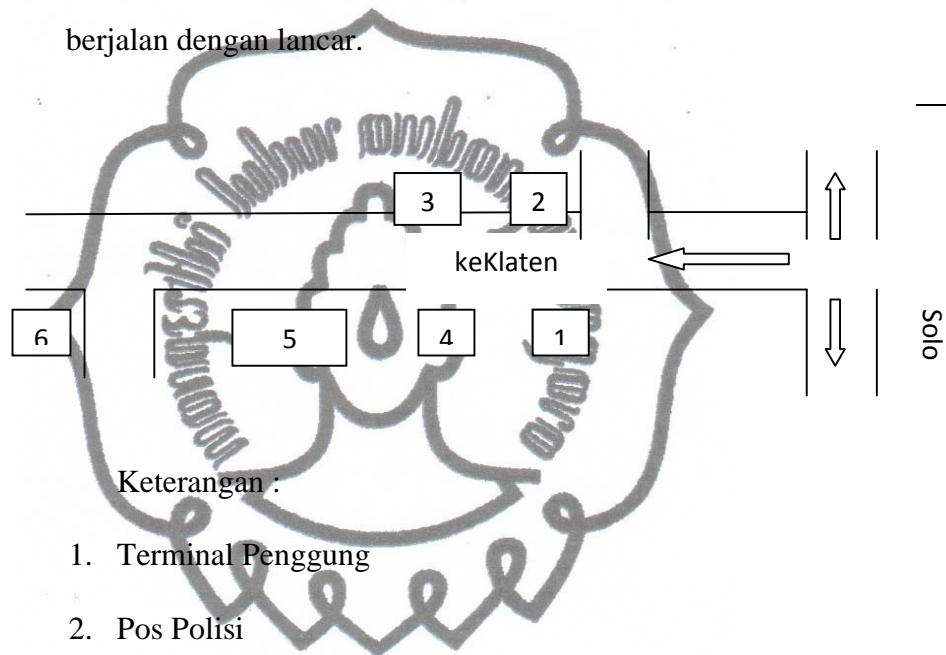 berjalan dengan lancar.
3
2
keKlaten
6
5
4
1
Solo
Keterangan :
1. Terminal Penggung
2. Pos Polisi